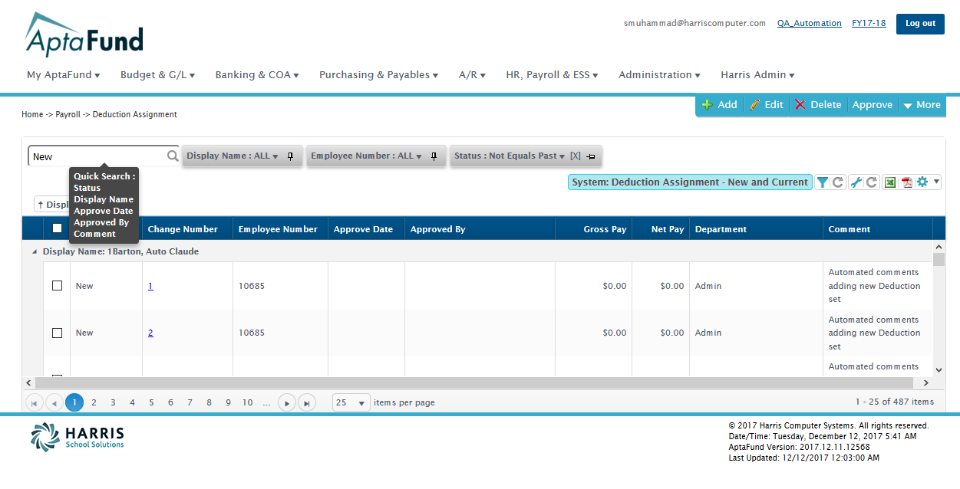 AptaFund
smuhammad@harriscomputer.com QA_Automation FY17-18 Log out
My AptaFund Budget & G/L Banking & COA Purchasing & Payables A/R HR, Payroll & ESS Administration Harris Admin
Add Edit Delete Approve More
Home -> Payroll -> Deduction Assignment
New Display Name : ALL Employee Number : ALL Status : Not Equals Past [X]
Quick Search :
Status
Display Name
Approve Date
Approved By
Comment
System: Deduction Assignment - New and Current
↑ Displ
Change Number Employee Number Approve Date Approved By Gross Pay Net Pay Department Comment
Display Name: 1Barton, Auto Claude
New 1 10685 $0.00 $0.00 Admin Automated comments
adding new Deduction
set
New 2 10685 $0.00 $0.00 Admin Automated comments
adding new Deduction
set
Automated comments
1 2 3 4 5 6 7 8 9 10 ... 25 items per page 1 - 25 of 487 items
HARRIS
School Solutions
© 2017 Harris Computer Systems. All rights reserved.
Date/Time: Tuesday, December 12, 2017 5:41 AM
AptaFund Version: 2017.12.11.12568
Last Updated: 12/12/2017 12:03:00 AM